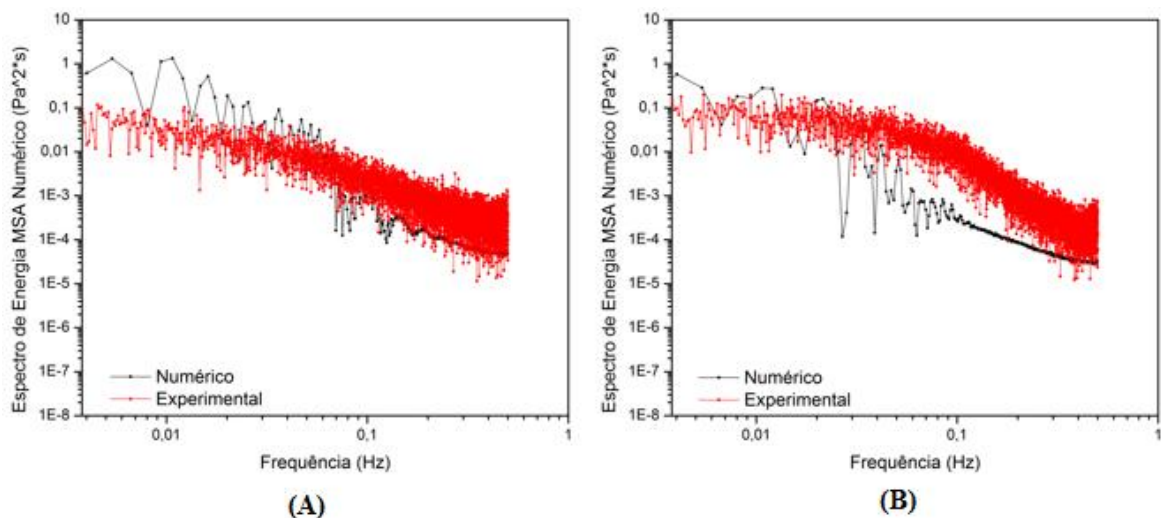 Espectro de Energia MSA Numérico (Pa^2*s)
10
1
0,1
0,01
1E-3
1E-4
1E-5
1E-6
1E-7
1E-8
Numérico
Experimental
0,01
0,1
1
Frequência (Hz)
(A)
Espectro de Energia MSA Numérico (Pa^2*s)
10
1
0,1
0,01
1E-3
1E-4
1E-5
1E-6
1E-7
1E-8
Numérico
Experimental
0,01
0,1
1
Frequência (Hz)
(B)